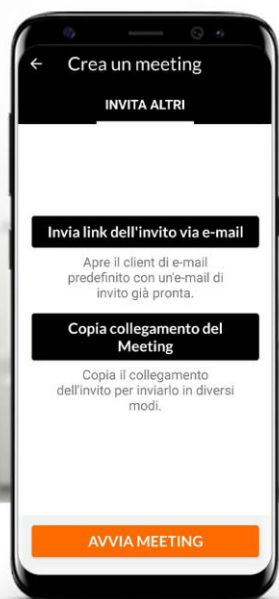 Crea un meeting
INVITA ALTRI
Invia link dell'invito via e-mail
Apre il client di e-mail
predefinito con un'e-mail di
invito già pronta.
Copia collegamento del
Meeting
Copia il collegamento
dell'invito per inviarlo in diversi
modi.
AVVIA MEETING